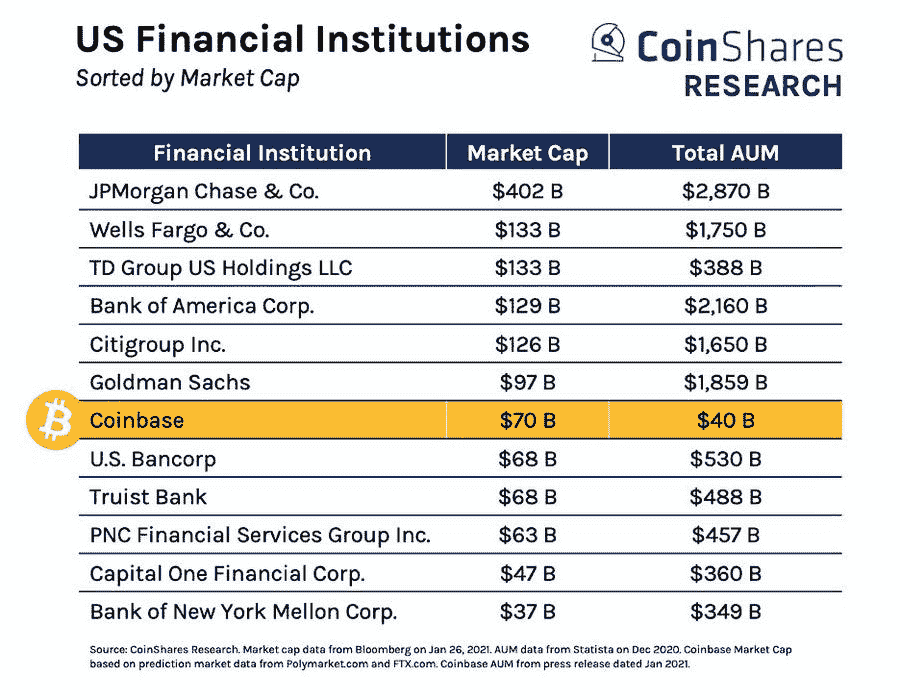 US Financial Institutions
Sorted by Market Cap
CoinShares
RESEARCH
Financial Institution Market Cap Total AUM
JPMorgan Chase & Co. $402 B $2,870 B
Wells Fargo & Co. $133 B $1,750 B
TD Group US Holdings LLC $133 B $388 B
Bank of America Corp. $129 B $2,160 B
Citigroup Inc. $126 B $1,650 B
Goldman Sachs $97 B $1,859 B
Coinbase $70 B $40 B
U.S. Bancorp $68 B $530 B
Truist Bank $68 B $488 B
PNC Financial Services Group Inc. $63 B $457 B
Capital One Financial Corp. $47 B $360 B
Bank of New York Mellon Corp. $37 B $349 B
Source: CoinShares Research. Market cap data from Bloomberg on Jan 26, 2021. AUM data from Statista on Dec 2020. Coinbase Market Cap
based on prediction market data from Polymarket.com and FTX.com. Coinbase AUM from press release dated Jan 2021.